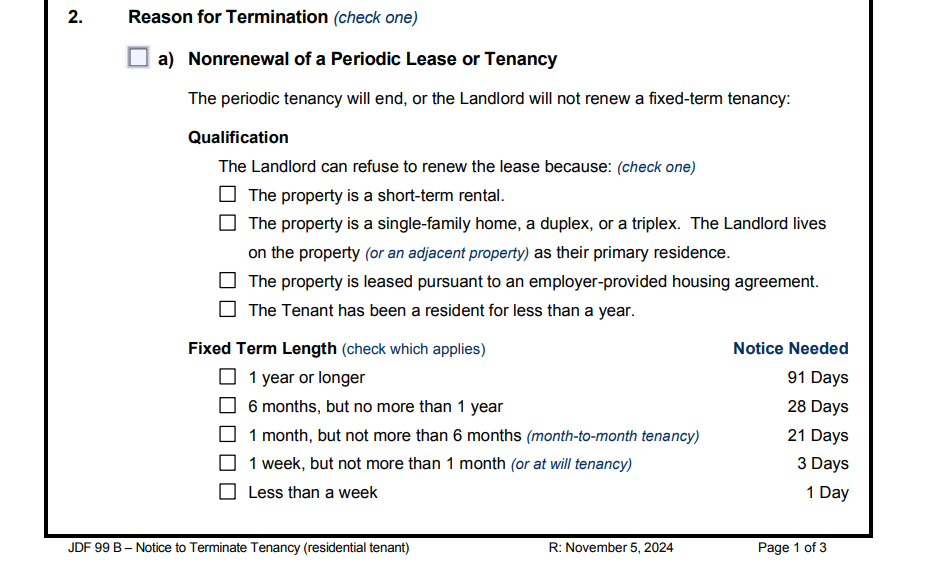 2. Reason for Termination (check one)
a) Nonrenewal of a Periodic Lease or Tenancy
The periodic tenancy will end, or the Landlord will not renew a fixed-term tenancy:
Qualification
The Landlord can refuse to renew the lease because: (check one)
The property is a short-term rental.
The property is a single-family home, a duplex, or a triplex. The Landlord lives
on the property (or an adjacent property) as their primary residence.
The property is leased pursuant to an employer-provided housing agreement.
The Tenant has been a resident for less than a year.
Fixed Term Length (check which applies) Notice Needed
1 year or longer 91 Days
6 months, but no more than 1 year 28 Days
1 month, but not more than 6 months (month-to-month tenancy) 21 Days
1 week, but not more than 1 month (or at will tenancy) 3 Days
Less than a week 1 Day
JDF 99 B – Notice to Terminate Tenancy (residential tenant) R: November 5, 2024 Page 1 of 3